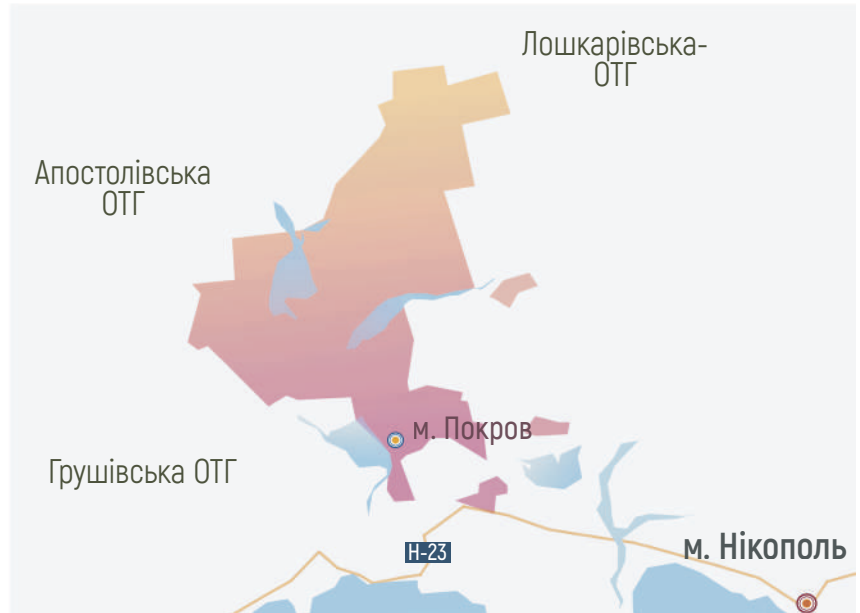 Лошкарівська-
ОТГ
Апостолівська
ОТГ
м. Покров
Грушівська ОТГ
Н-23
м. Нікополь